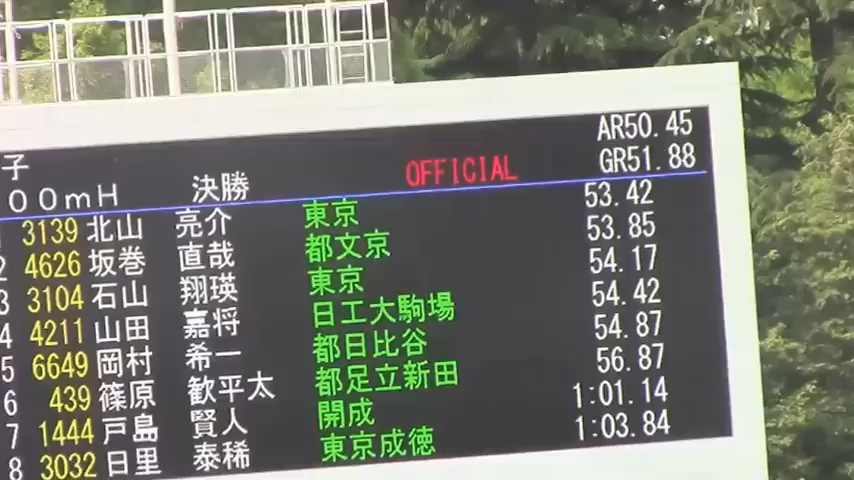 AR50.45
子 OFFICIAL GR51.88
００ｍＨ 決勝
1 3139 北山 亮介 東京 53.42
2 4626 坂巻 直哉 都文京 53.85
3 3104 石山 翔瑛 東京 54.17
4 4211 山田 嘉将 日工大駒場 54.42
5 6649 岡村 希一 都日比谷 54.87
6 439 篠原 歓平太 都足立新田 56.87
7 1444 戸島 賢人 開成 1:01.14
8 3032 日里 泰稀 東京成徳 1:03.84